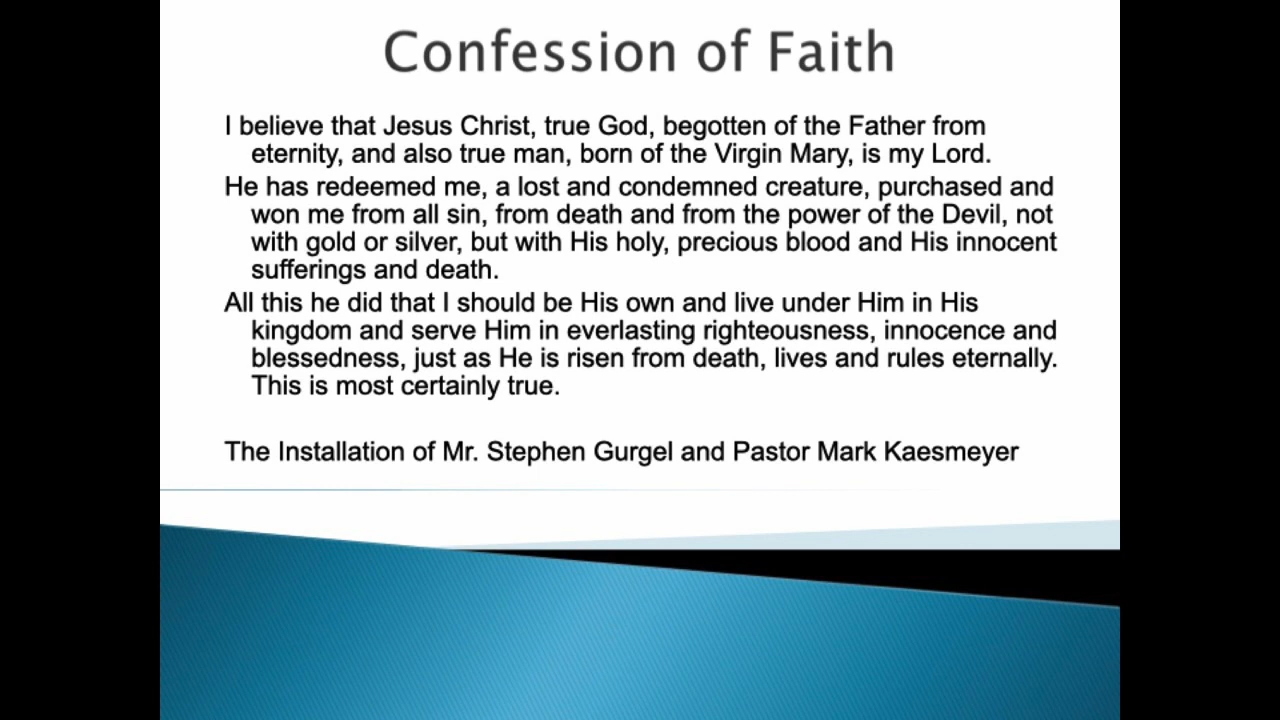 Confession of Faith
I believe that Jesus Christ, true God, begotten of the Father from
eternity, and also true man, born of the Virgin Mary, is my Lord.
He has redeemed me, a lost and condemned creature, purchased and
won me from all sin, from death and from the power of the Devil, not
with gold or silver, but with His holy, precious blood and His innocent
sufferings and death.
All this he did that I should be His own and live under Him in His
kingdom and serve Him in everlasting righteousness, innocence and
blessedness, just as He is risen from death, lives and rules eternally.
This is most certainly true.
The Installation of Mr. Stephen Gurgel and Pastor Mark Kaesmeyer